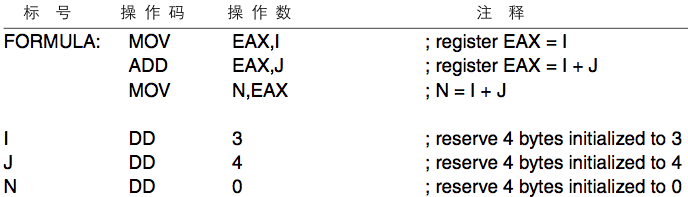 标 号 操 作 码 操 作 数 注 释
FORMULA: MOV EAX,I ; register EAX = I
ADD EAX,J ; register EAX = I + J
MOV N,EAX ; N = I + J
I DD 3 ; reserve 4 bytes initialized to 3
J DD 4 ; reserve 4 bytes initialized to 4
N DD 0 ; reserve 4 bytes initialized to 0